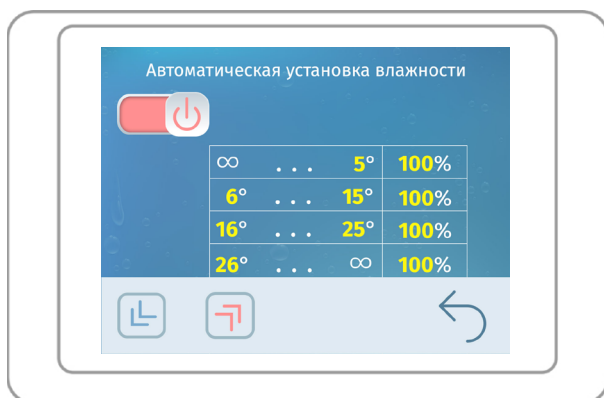 Автоматическая установка влажности
∞ . . . 5° 100%
6° . . . 15° 100%
16° . . . 25° 100%
26° . . . ∞ 100%